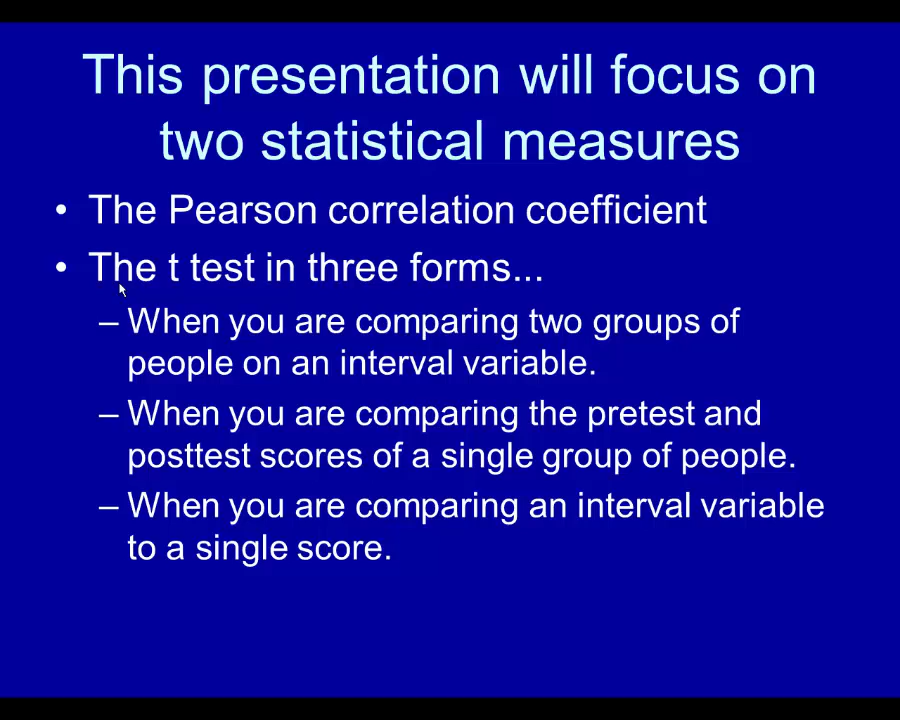 This presentation will focus on
two statistical measures
• The Pearson correlation coefficient
• The t test in three forms...
– When you are comparing two groups of
people on an interval variable.
– When you are comparing the pretest and
posttest scores of a single group of people.
– When you are comparing an interval variable
to a single score.